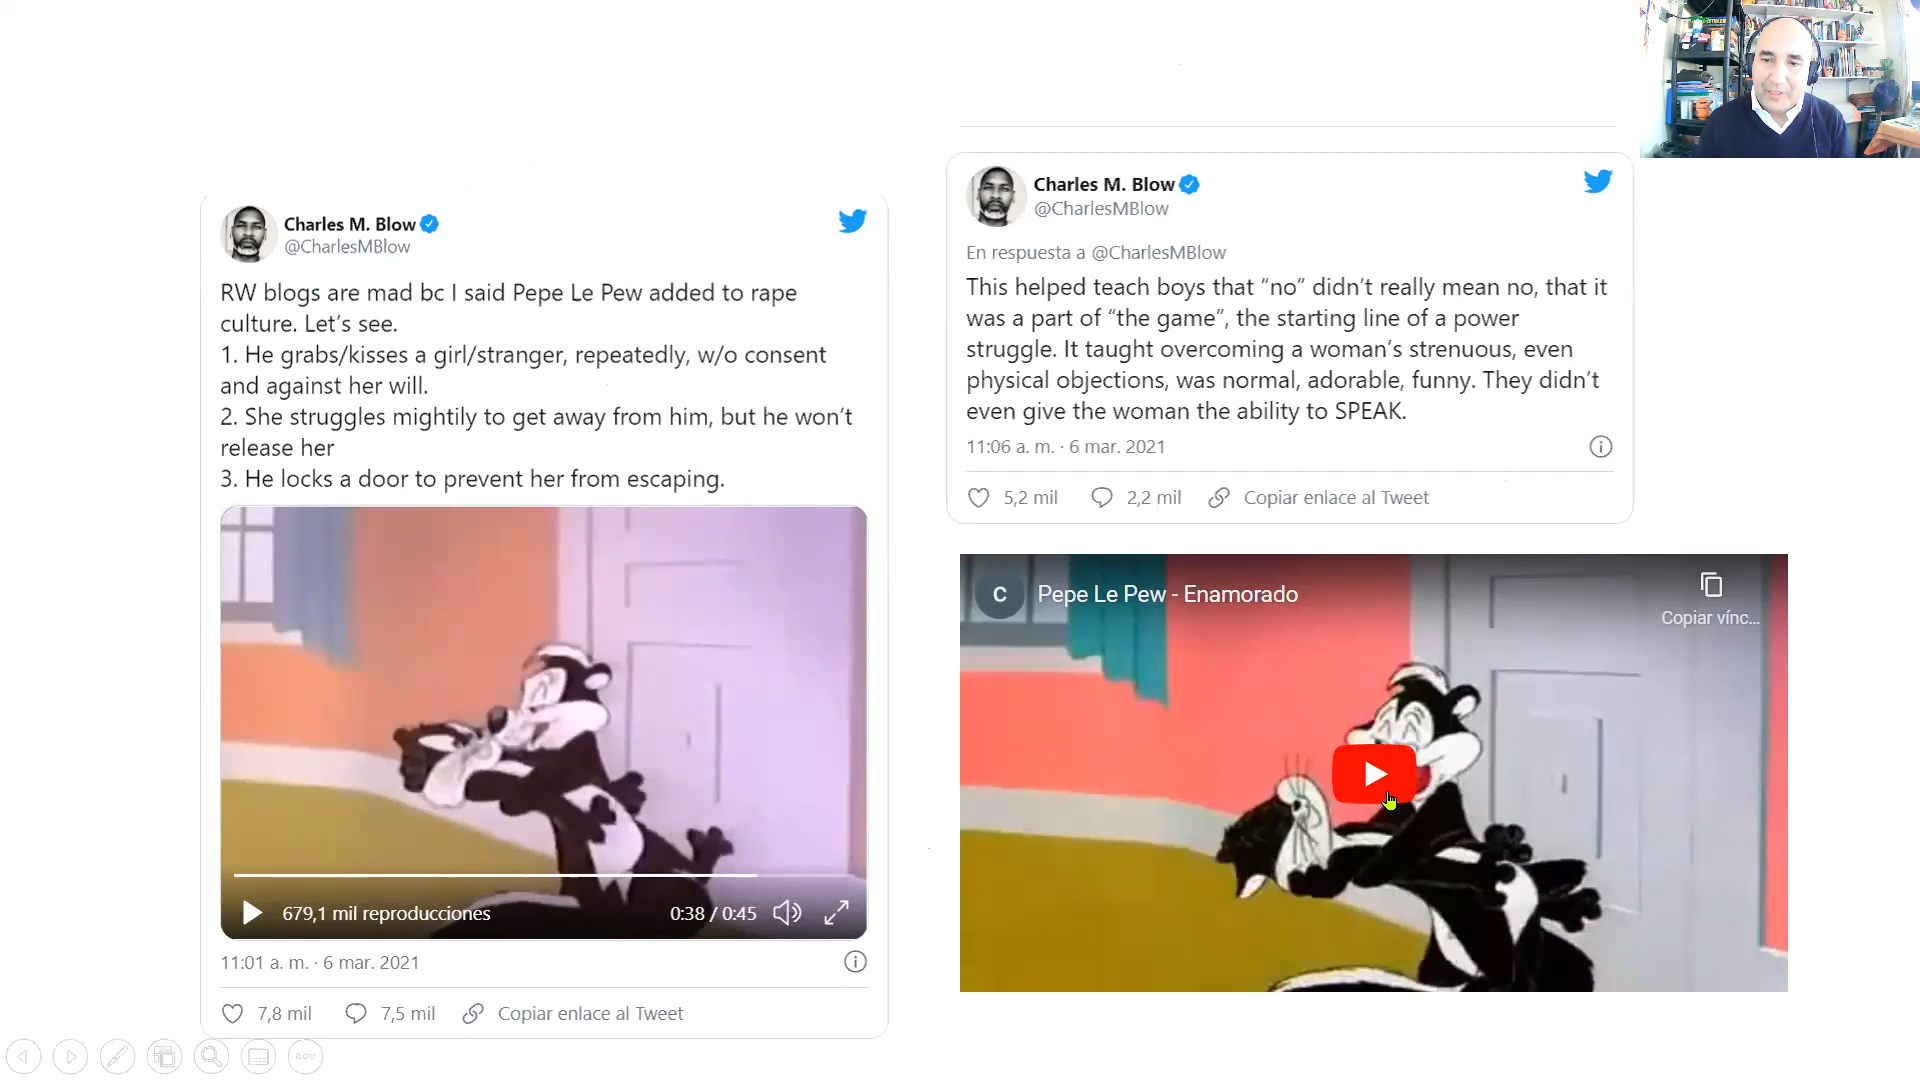 Charles M. Blow
@CharlesMBlow
RW blogs are mad bc I said Pepe Le Pew added to rape
culture. Let’s see.
1. He grabs/kisses a girl/stranger, repeatedly, w/o consent
and against her will.
2. She struggles mightily to get away from him, but he won’t
release her
3. He locks a door to prevent her from escaping.
679,1 mil reproducciones
0:38 / 0:45
11:01 a. m. · 6 mar. 2021
7,8 mil
7,5 mil
Copiar enlace al Tweet
Charles M. Blow
@CharlesMBlow
En respuesta a @CharlesMBlow
This helped teach boys that “no” didn’t really mean no, that it
was a part of “the game”, the starting line of a power
struggle. It taught overcoming a woman’s strenuous, even
physical objections, was normal, adorable, funny. They didn’t
even give the woman the ability to SPEAK.
11:06 a. m. · 6 mar. 2021
5,2 mil
2,2 mil
Copiar enlace al Tweet
C
Pepe Le Pew - Enamorado
Copiar vínc...